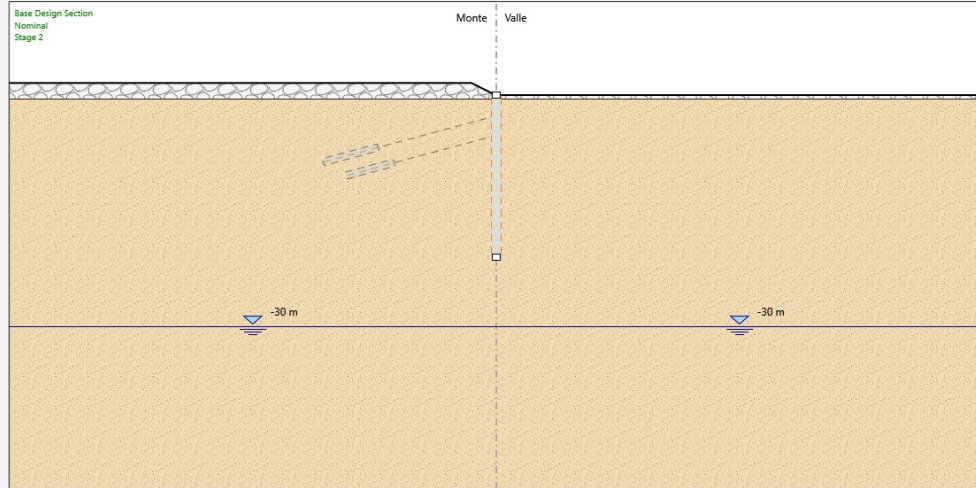 Base Design Section
Nominal
Stage 2
Monte
Valle
-30 m
-30 m